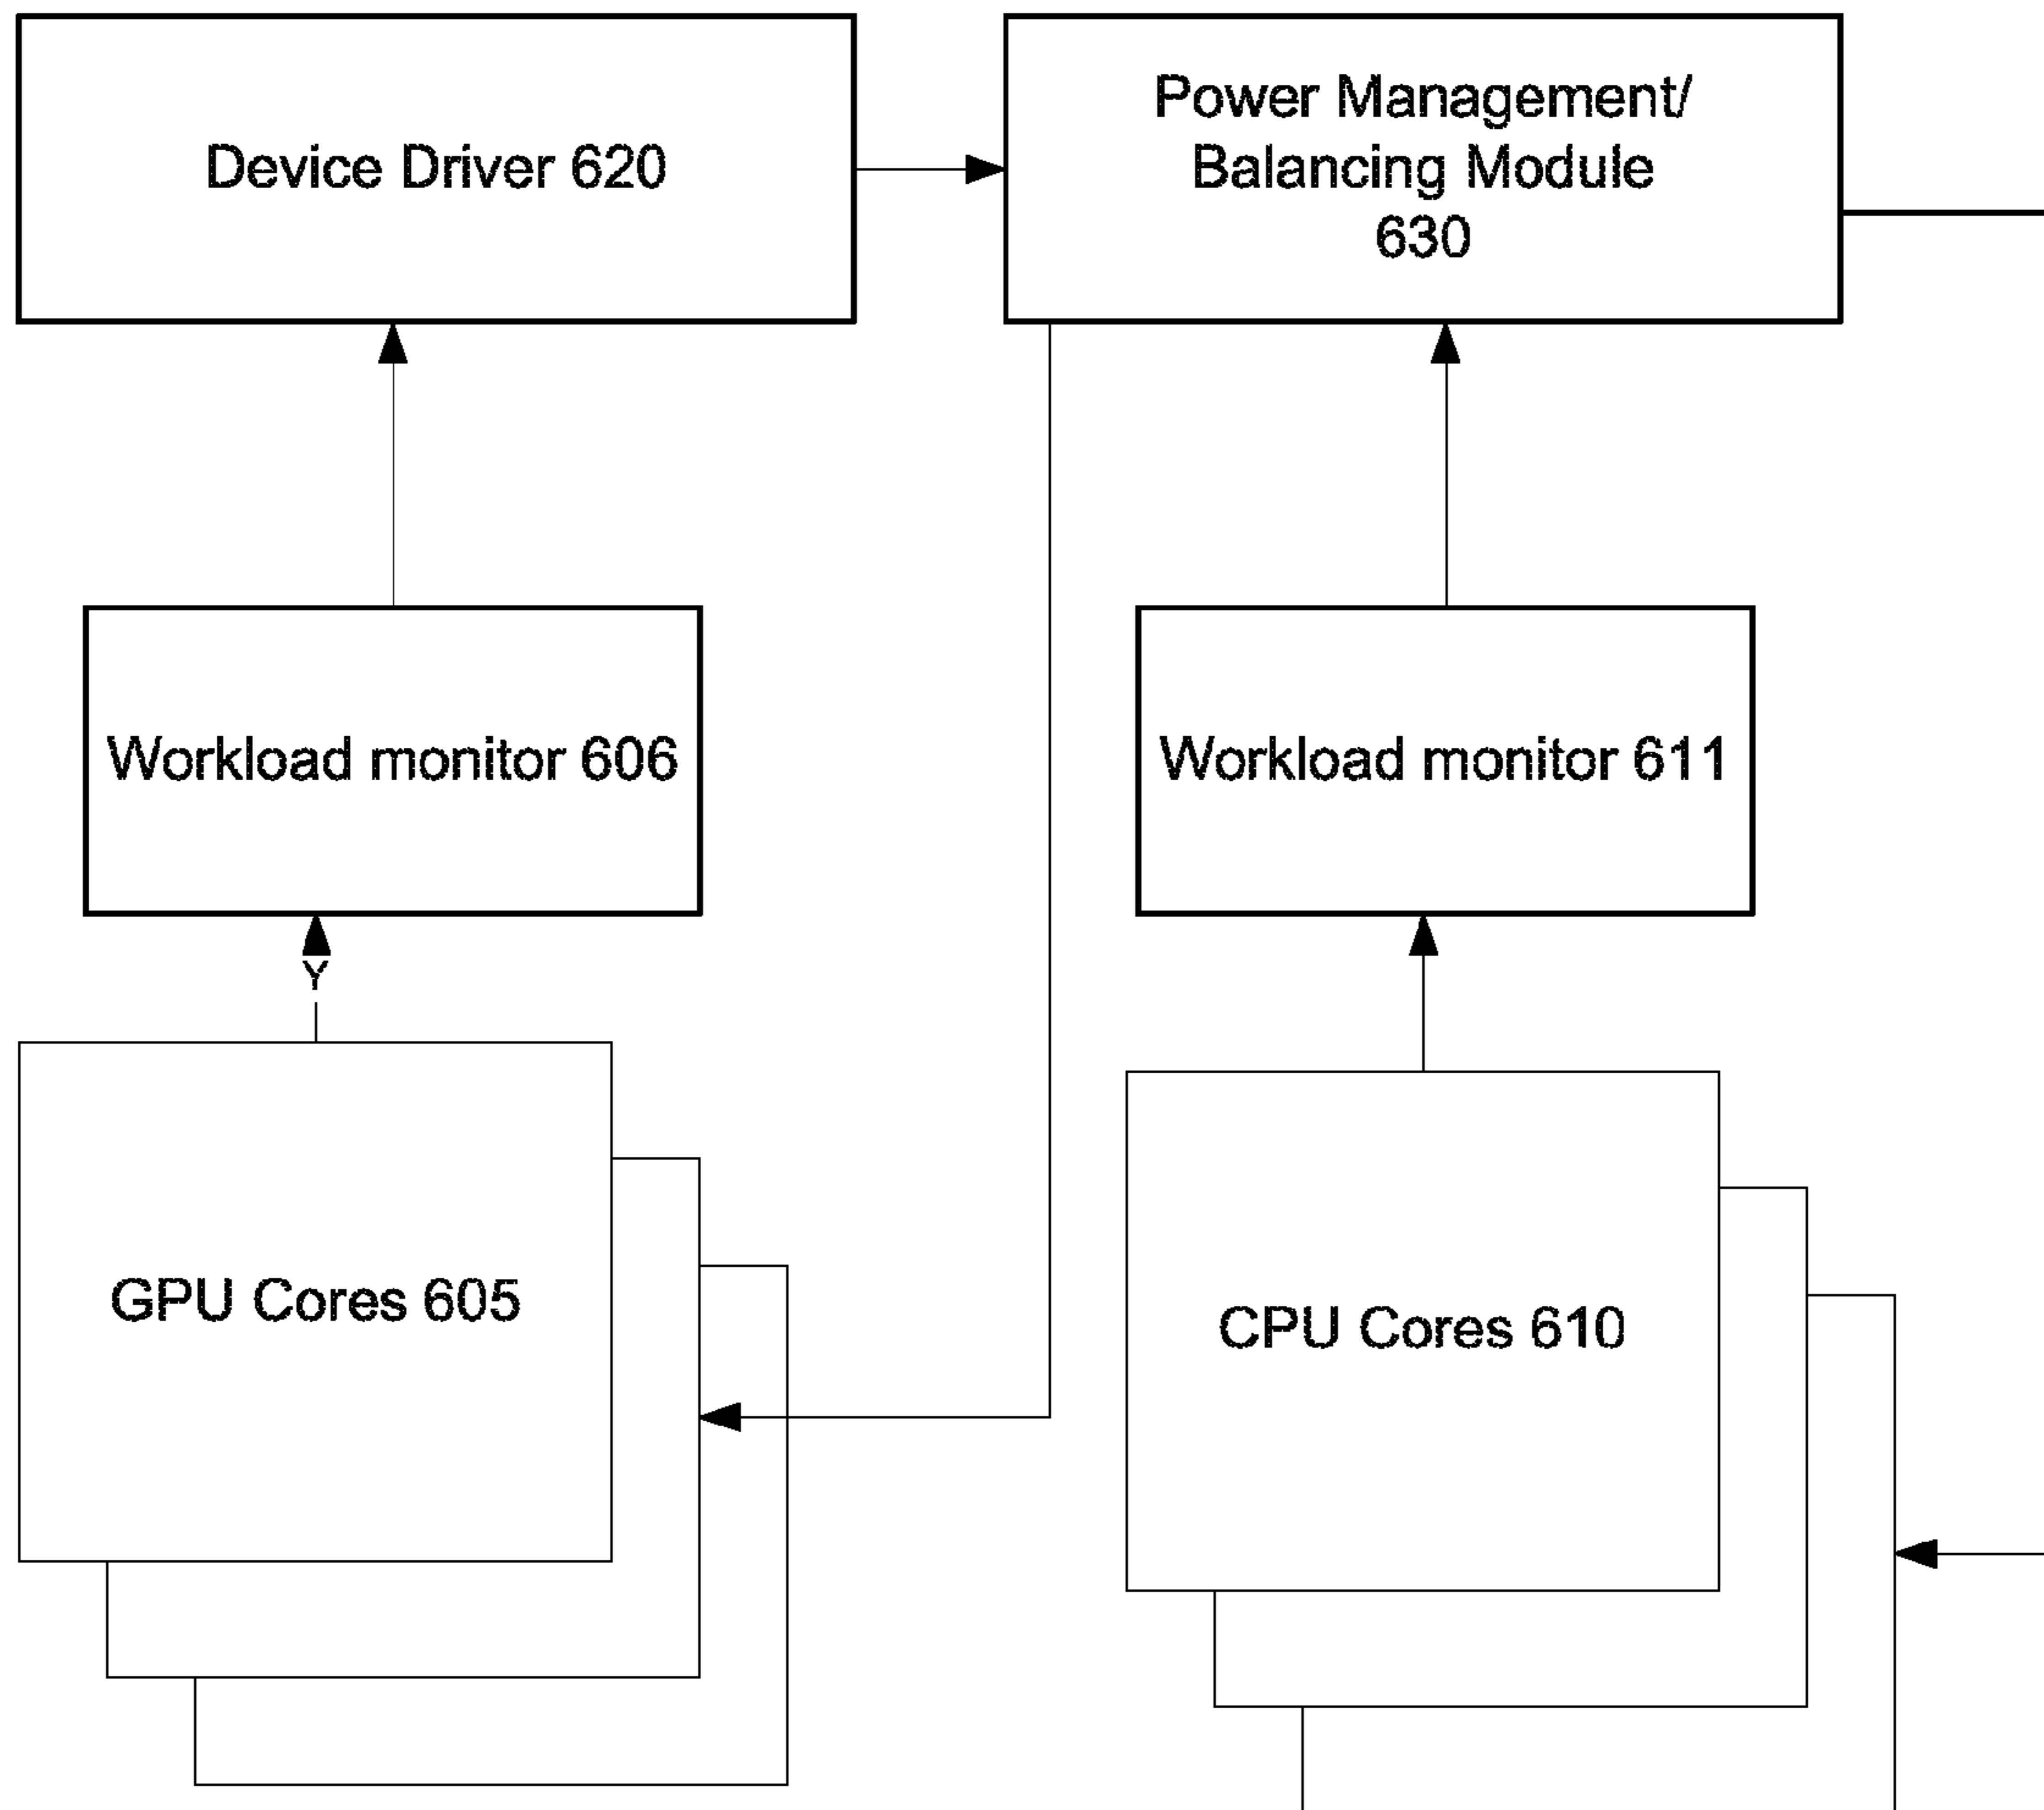 Device Driver 620
Power Management/
Balancing Module
630
Workload monitor 606
Workload monitor 611
Y
GPU Cores 605
CPU Cores 610